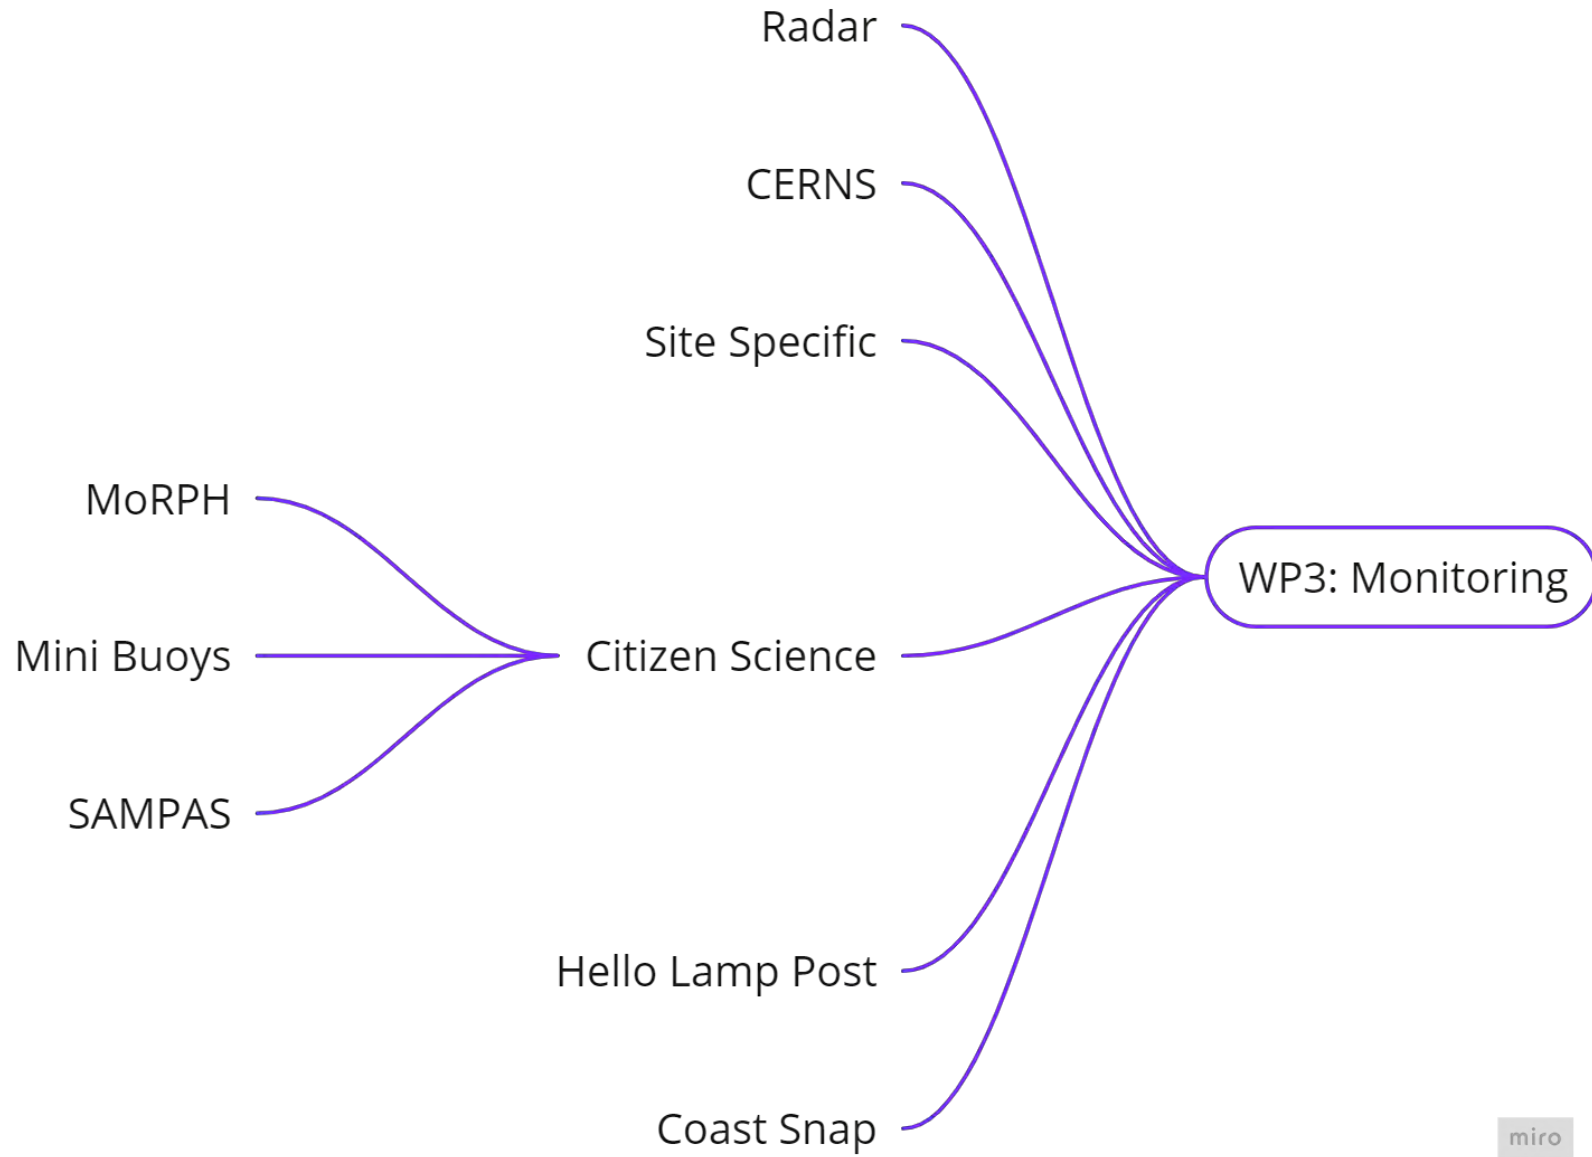 Radar
CERNS
Site Specific
MoRPH
WP3: Monitoring
Mini Buoys
Citizen Science
SAMPAS
Hello Lamp Post
Coast Snap
miro